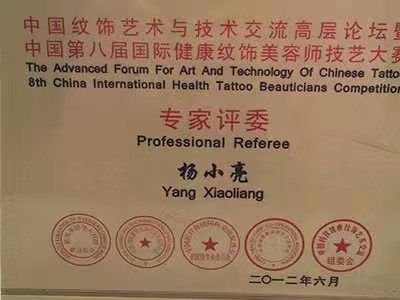 中国纹饰艺术与技术交流高层论坛暨
中国第八届国际健康纹饰美容师技艺大赛
The Advanced Forum For Art And Technology Of Chinese Tattoo
8th China International Health Tattoo Beauticians Competition
专家评委
Professional Referee
杨小亮
Yang Xiaoliang
组委会
二〇一二年六月